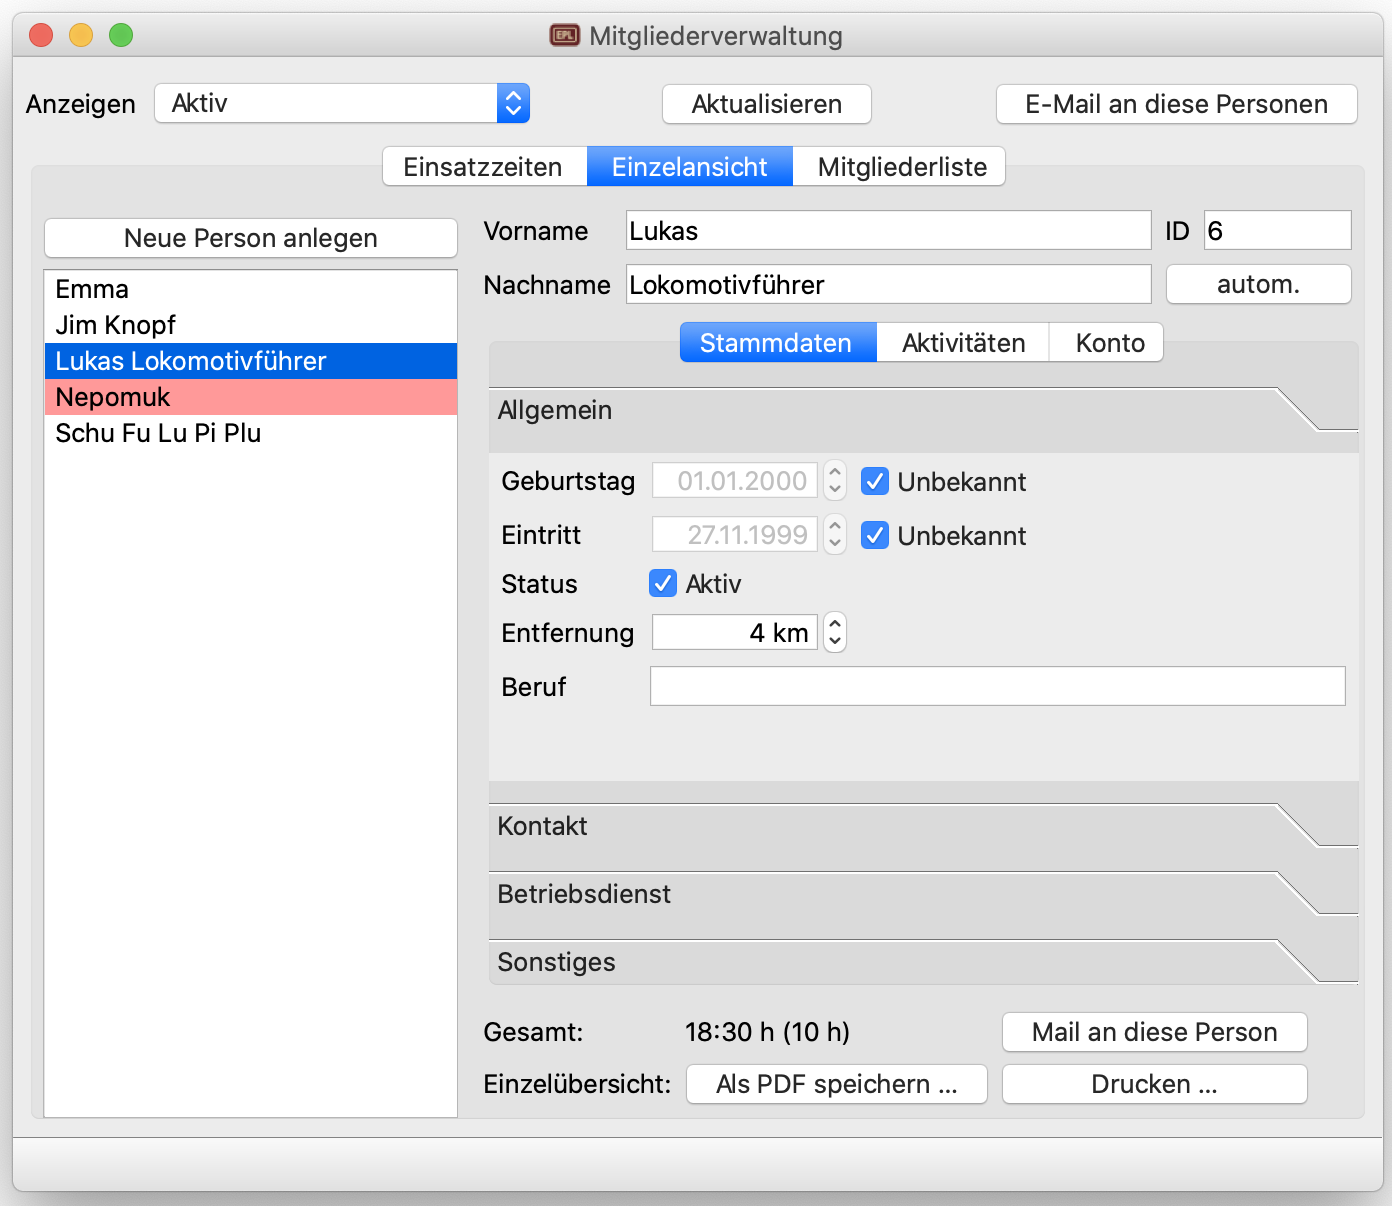 EPL Mitgliederverwaltung
Anzeigen Aktiv Aktualisieren E-Mail an diese Personen
Einsatzzeiten Einzelansicht Mitgliederliste
Neue Person anlegen
Emma
Jim Knopf
Lukas Lokomotivführer
Nepomuk
Schu Fu Lu Pi Plu
Vorname Lukas ID 6
Nachname Lokomotivführer autom.
Stammdaten Aktivitäten Konto
Allgemein
Geburtstag 01.01.2000 Unbekannt
Eintritt 27.11.1999 Unbekannt
Status Aktiv
Entfernung 4 km
Beruf
Kontakt
Betriebsdienst
Sonstiges
Gesamt: 18:30 h (10 h) Mail an diese Person
Einzelübersicht: Als PDF speichern ... Drucken ...